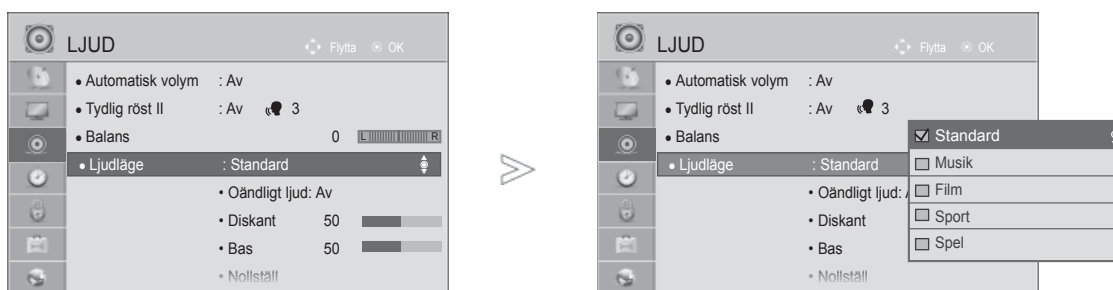 LJUD Flytta OK
Automatisk volym : Av
Tydlig röst II : Av 3
Balans 0 L R
Ljudläge : Standard
• Oändligt ljud: Av
• Diskant 50
• Bas 50
• Nollställ
LJUD Flytta OK
Automatisk volym : Av
Tydlig röst II : Av 3
Balans
Ljudläge : Standard
• Oändligt ljud:
• Diskant
• Bas
• Nollställ
Standard
Musik
Film
Sport
Spel